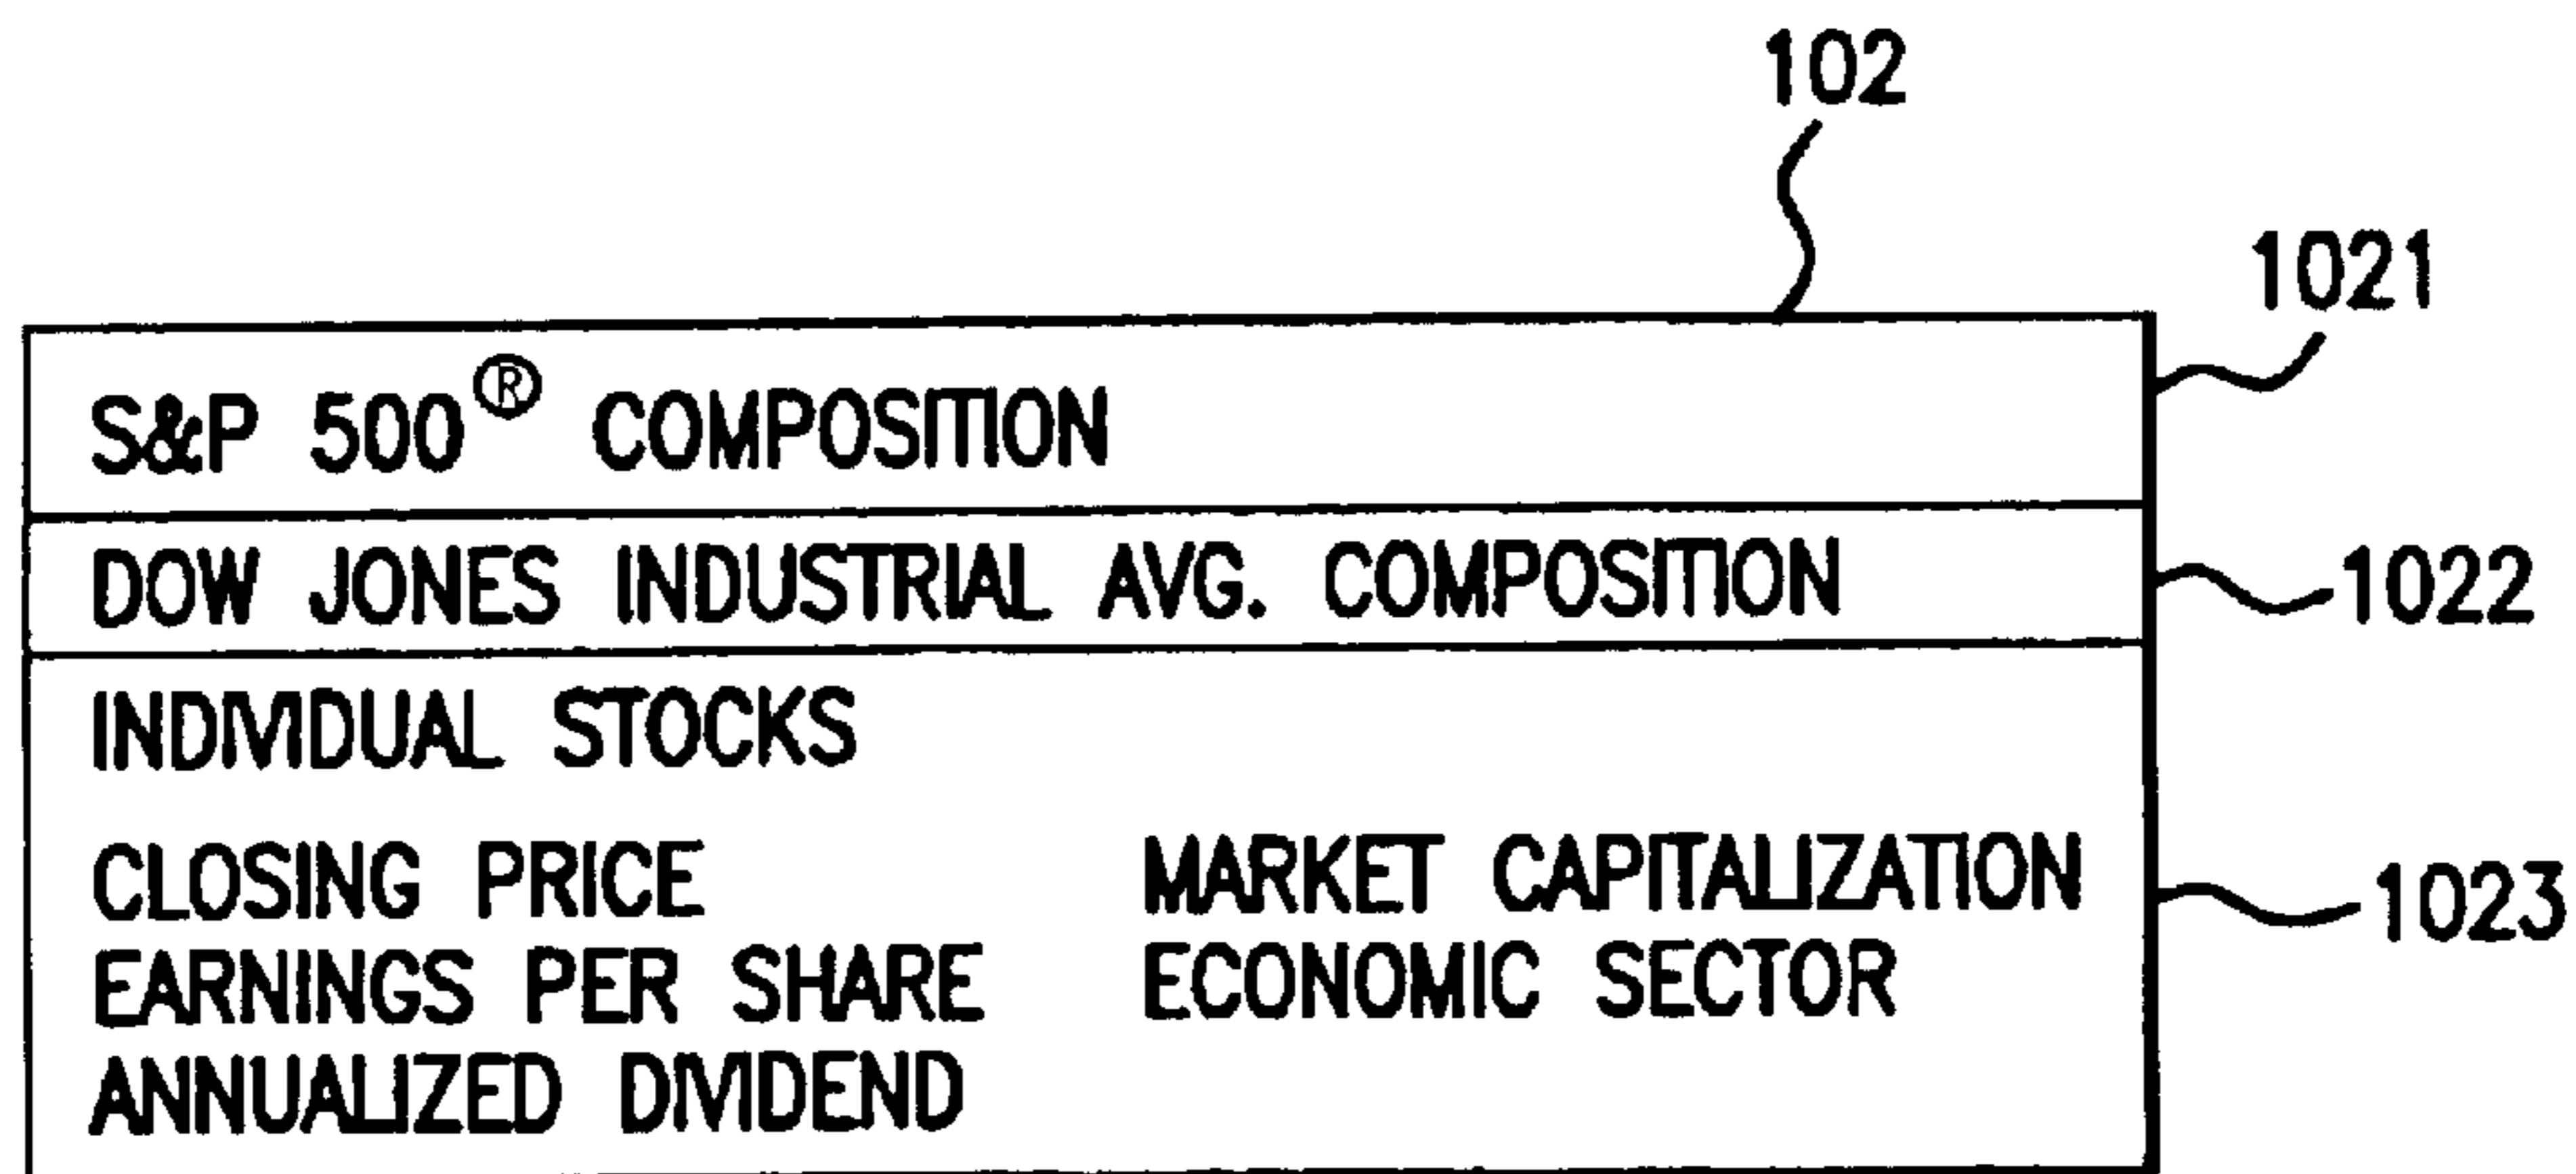 102
1021
S&P 500® COMPOSITION
DOW JONES INDUSTRIAL AVG. COMPOSITION
1022
INDIVIDUAL STOCKS
CLOSING PRICE
MARKET CAPITALIZATION
1023
EARNINGS PER SHARE
ECONOMIC SECTOR
ANNUALIZED DIVIDEND